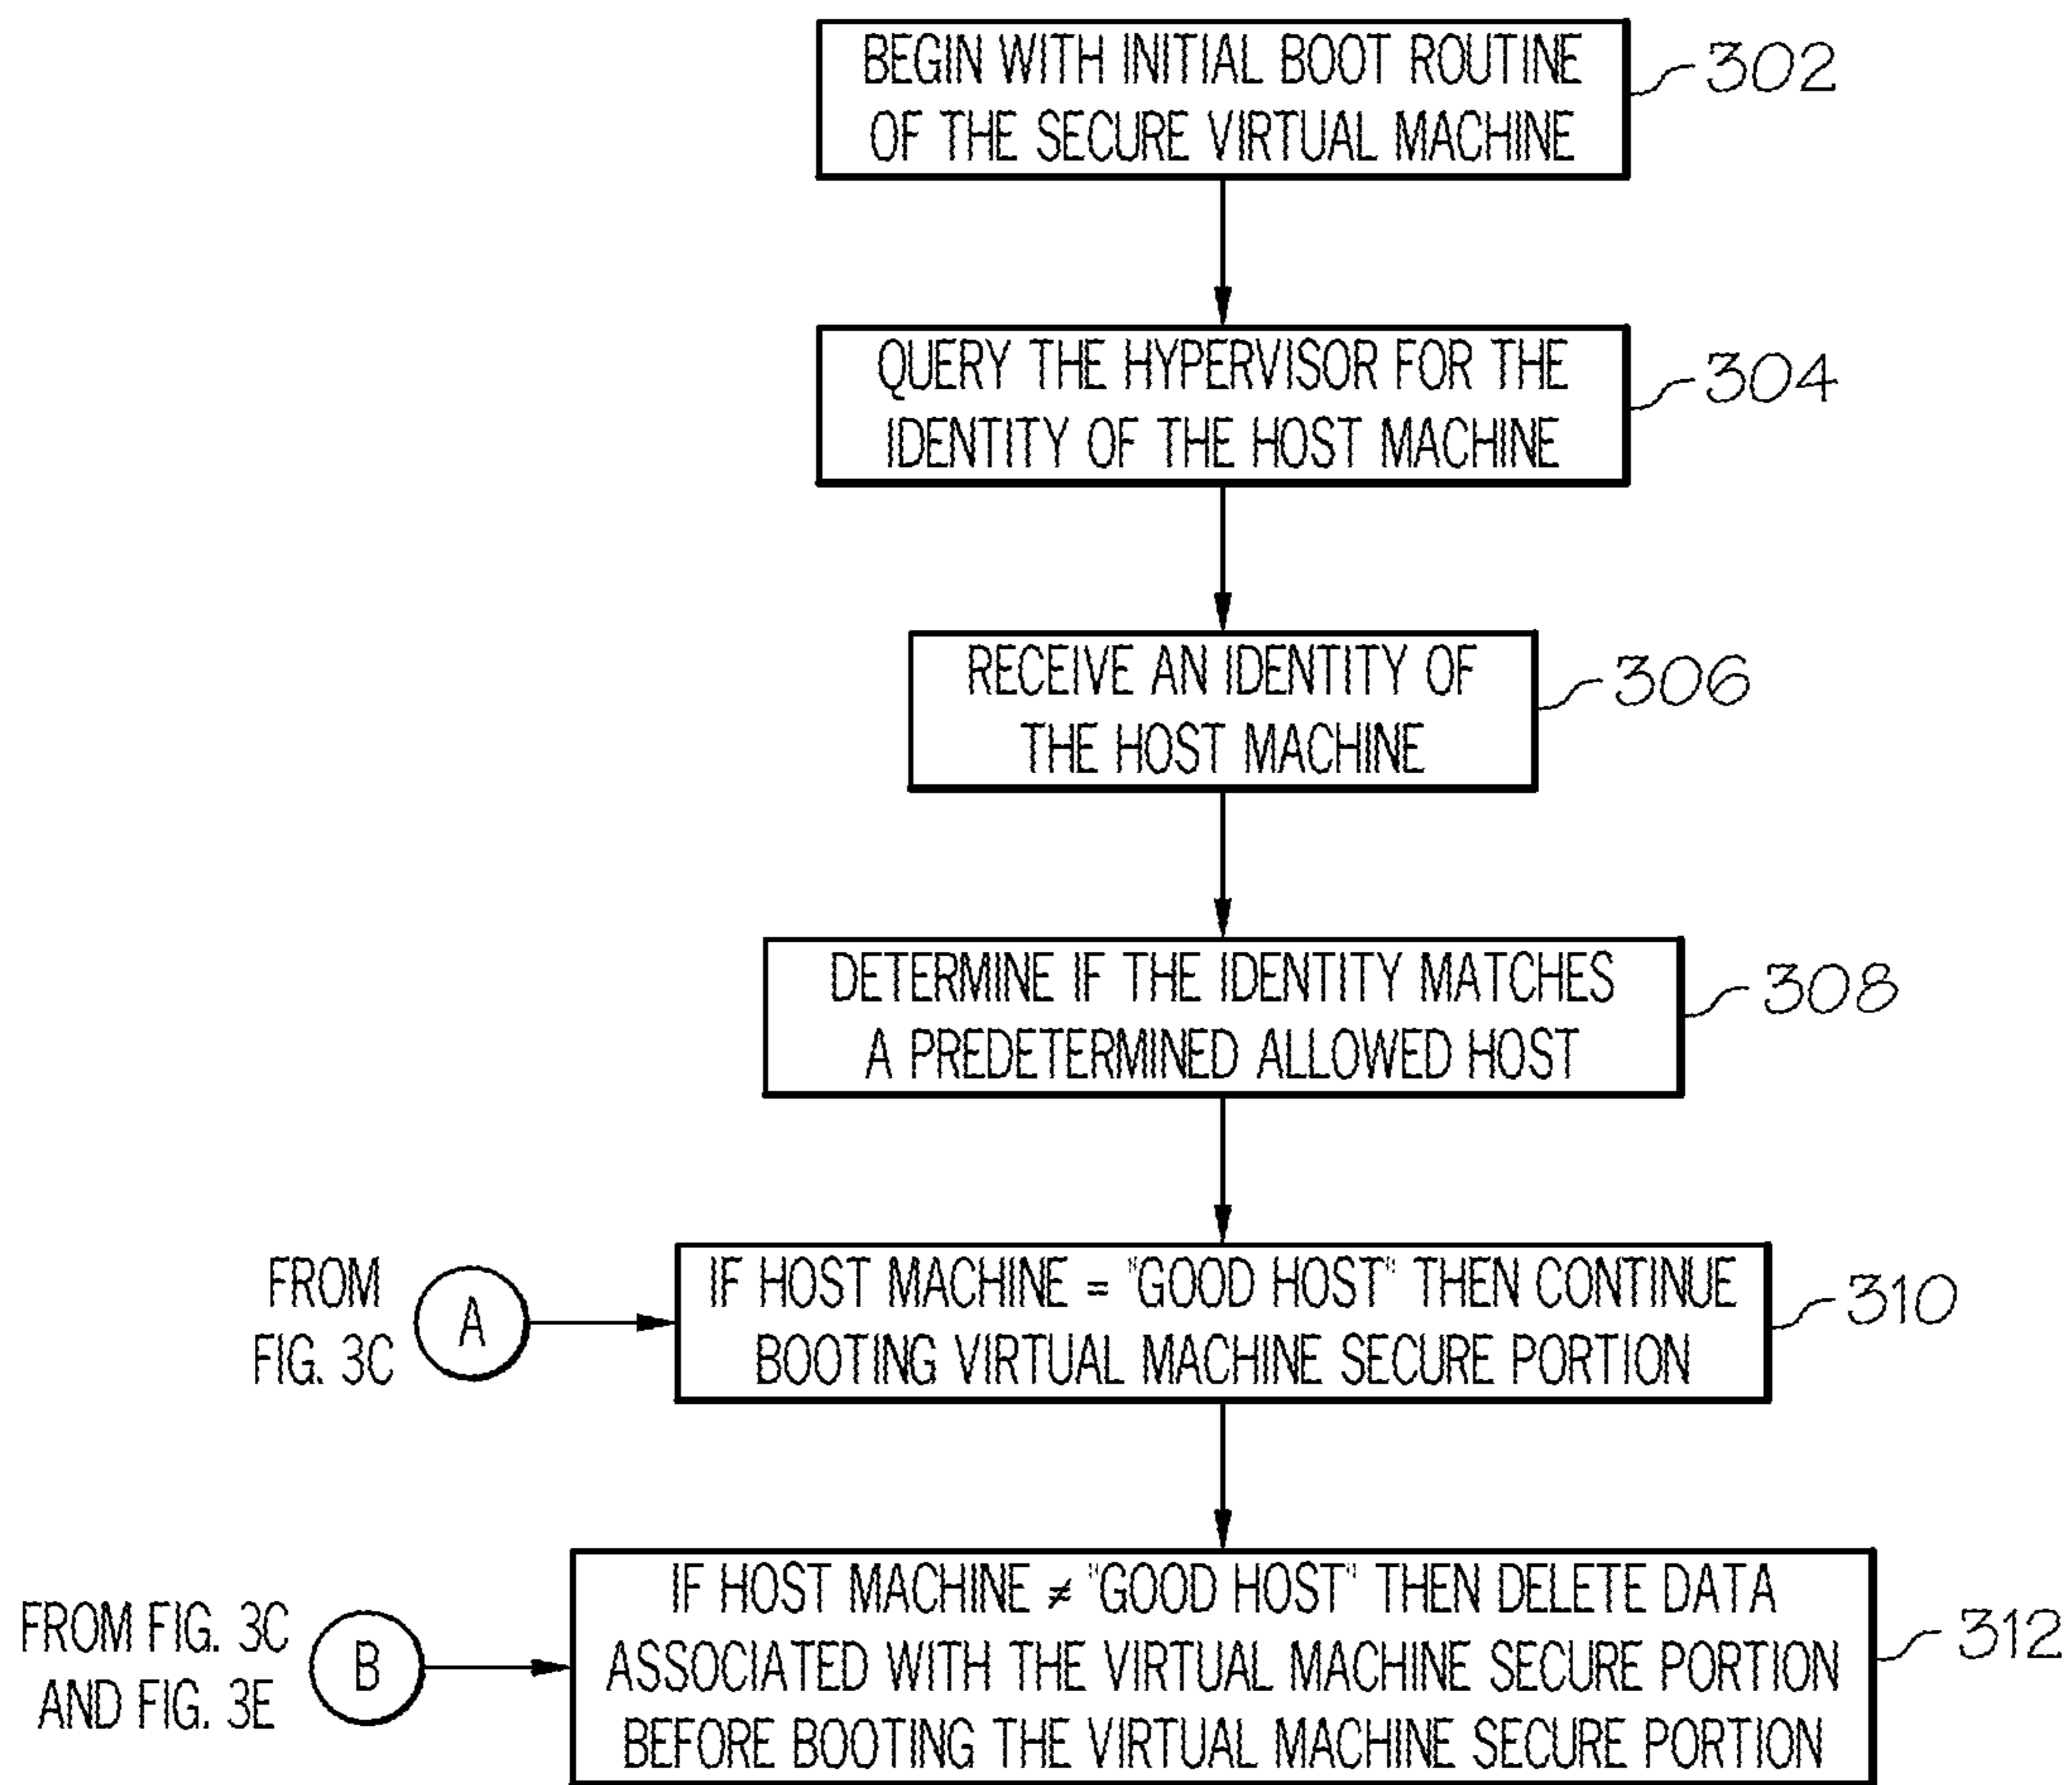 BEGIN WITH INITIAL BOOT ROUTINE
OF THE SECURE VIRTUAL MACHINE
302
QUERY THE HYPERVISOR FOR THE
IDENTITY OF THE HOST MACHINE
304
RECEIVE AN IDENTITY OF
THE HOST MACHINE
306
DETERMINE IF THE IDENTITY MATCHES
A PREDETERMINED ALLOWED HOST
308
FROM
FIG. 3C
A
IF HOST MACHINE = "GOOD HOST" THEN CONTINUE
BOOTING VIRTUAL MACHINE SECURE PORTION
310
FROM FIG. 3C
AND FIG. 3E
B
IF HOST MACHINE ≠ "GOOD HOST" THEN DELETE DATA
ASSOCIATED WITH THE VIRTUAL MACHINE SECURE PORTION
BEFORE BOOTING THE VIRTUAL MACHINE SECURE PORTION
312